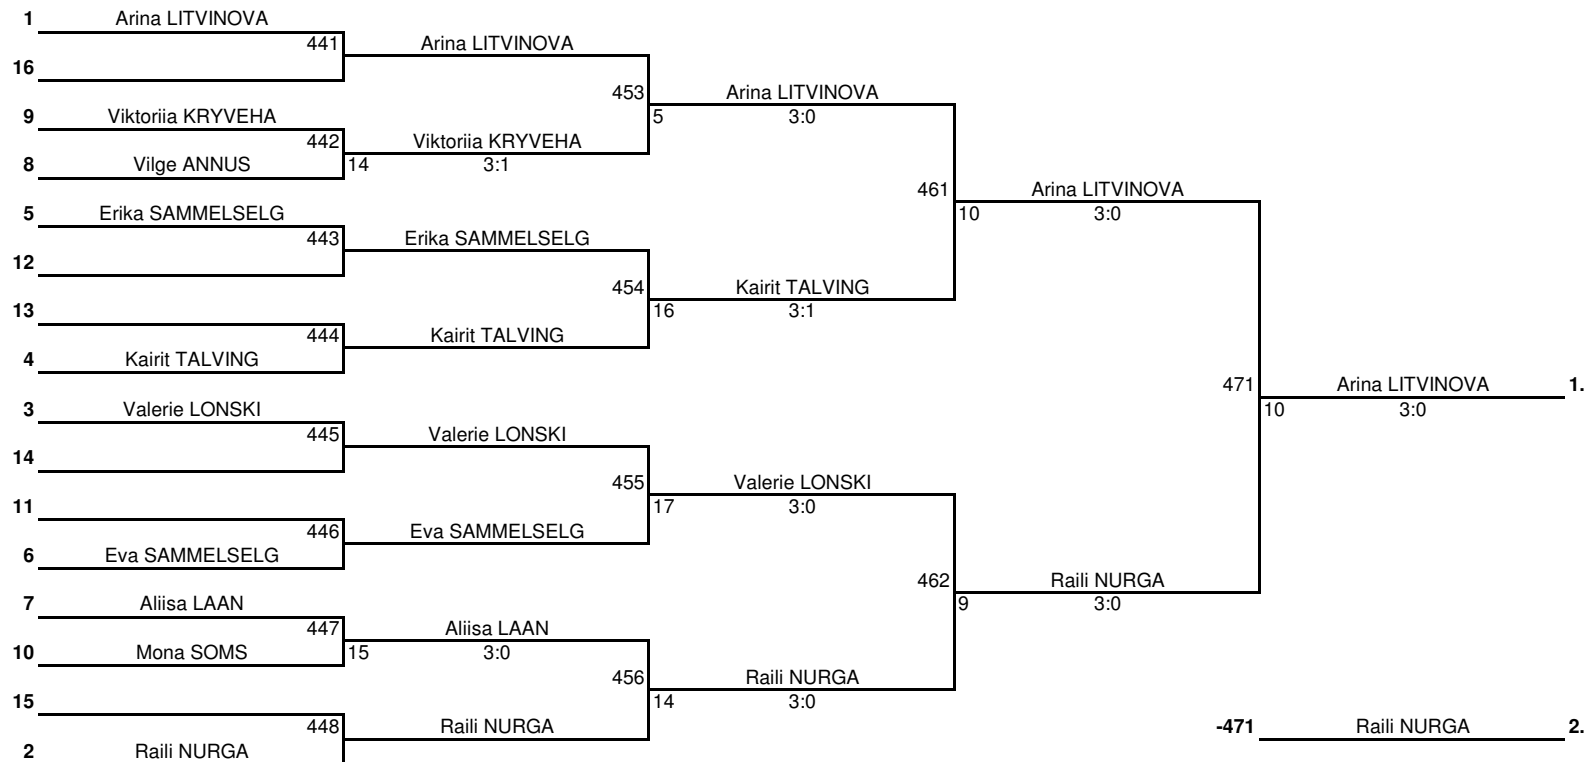 1 Arina LITVINOVA
441 Arina LITVINOVA
16
453 Arina LITVINOVA
9 Viktoriia KRYVEHA 5 3:0
442 Viktoriia KRYVEHA
8 Vilge ANNUS 14 3:1
461 Arina LITVINOVA
5 Erika SAMMELSELG 10 3:0
443 Erika SAMMELSELG
12
454 Kairit TALVING
13 16 3:1
444 Kairit TALVING
4 Kairit TALVING
471 Arina LITVINOVA 1.
3 Valerie LONSKI 10 3:0
445 Valerie LONSKI
14
455 Valerie LONSKI
11 17 3:0
446 Eva SAMMELSELG
6 Eva SAMMELSELG
462 Raili NURGA
7 Aliisa LAAN 9 3:0
447 Aliisa LAAN
10 Mona SOMS 15 3:0
456 Raili NURGA
15 14 3:0
448 Raili NURGA -471 Raili NURGA 2.
2 Raili NURGA